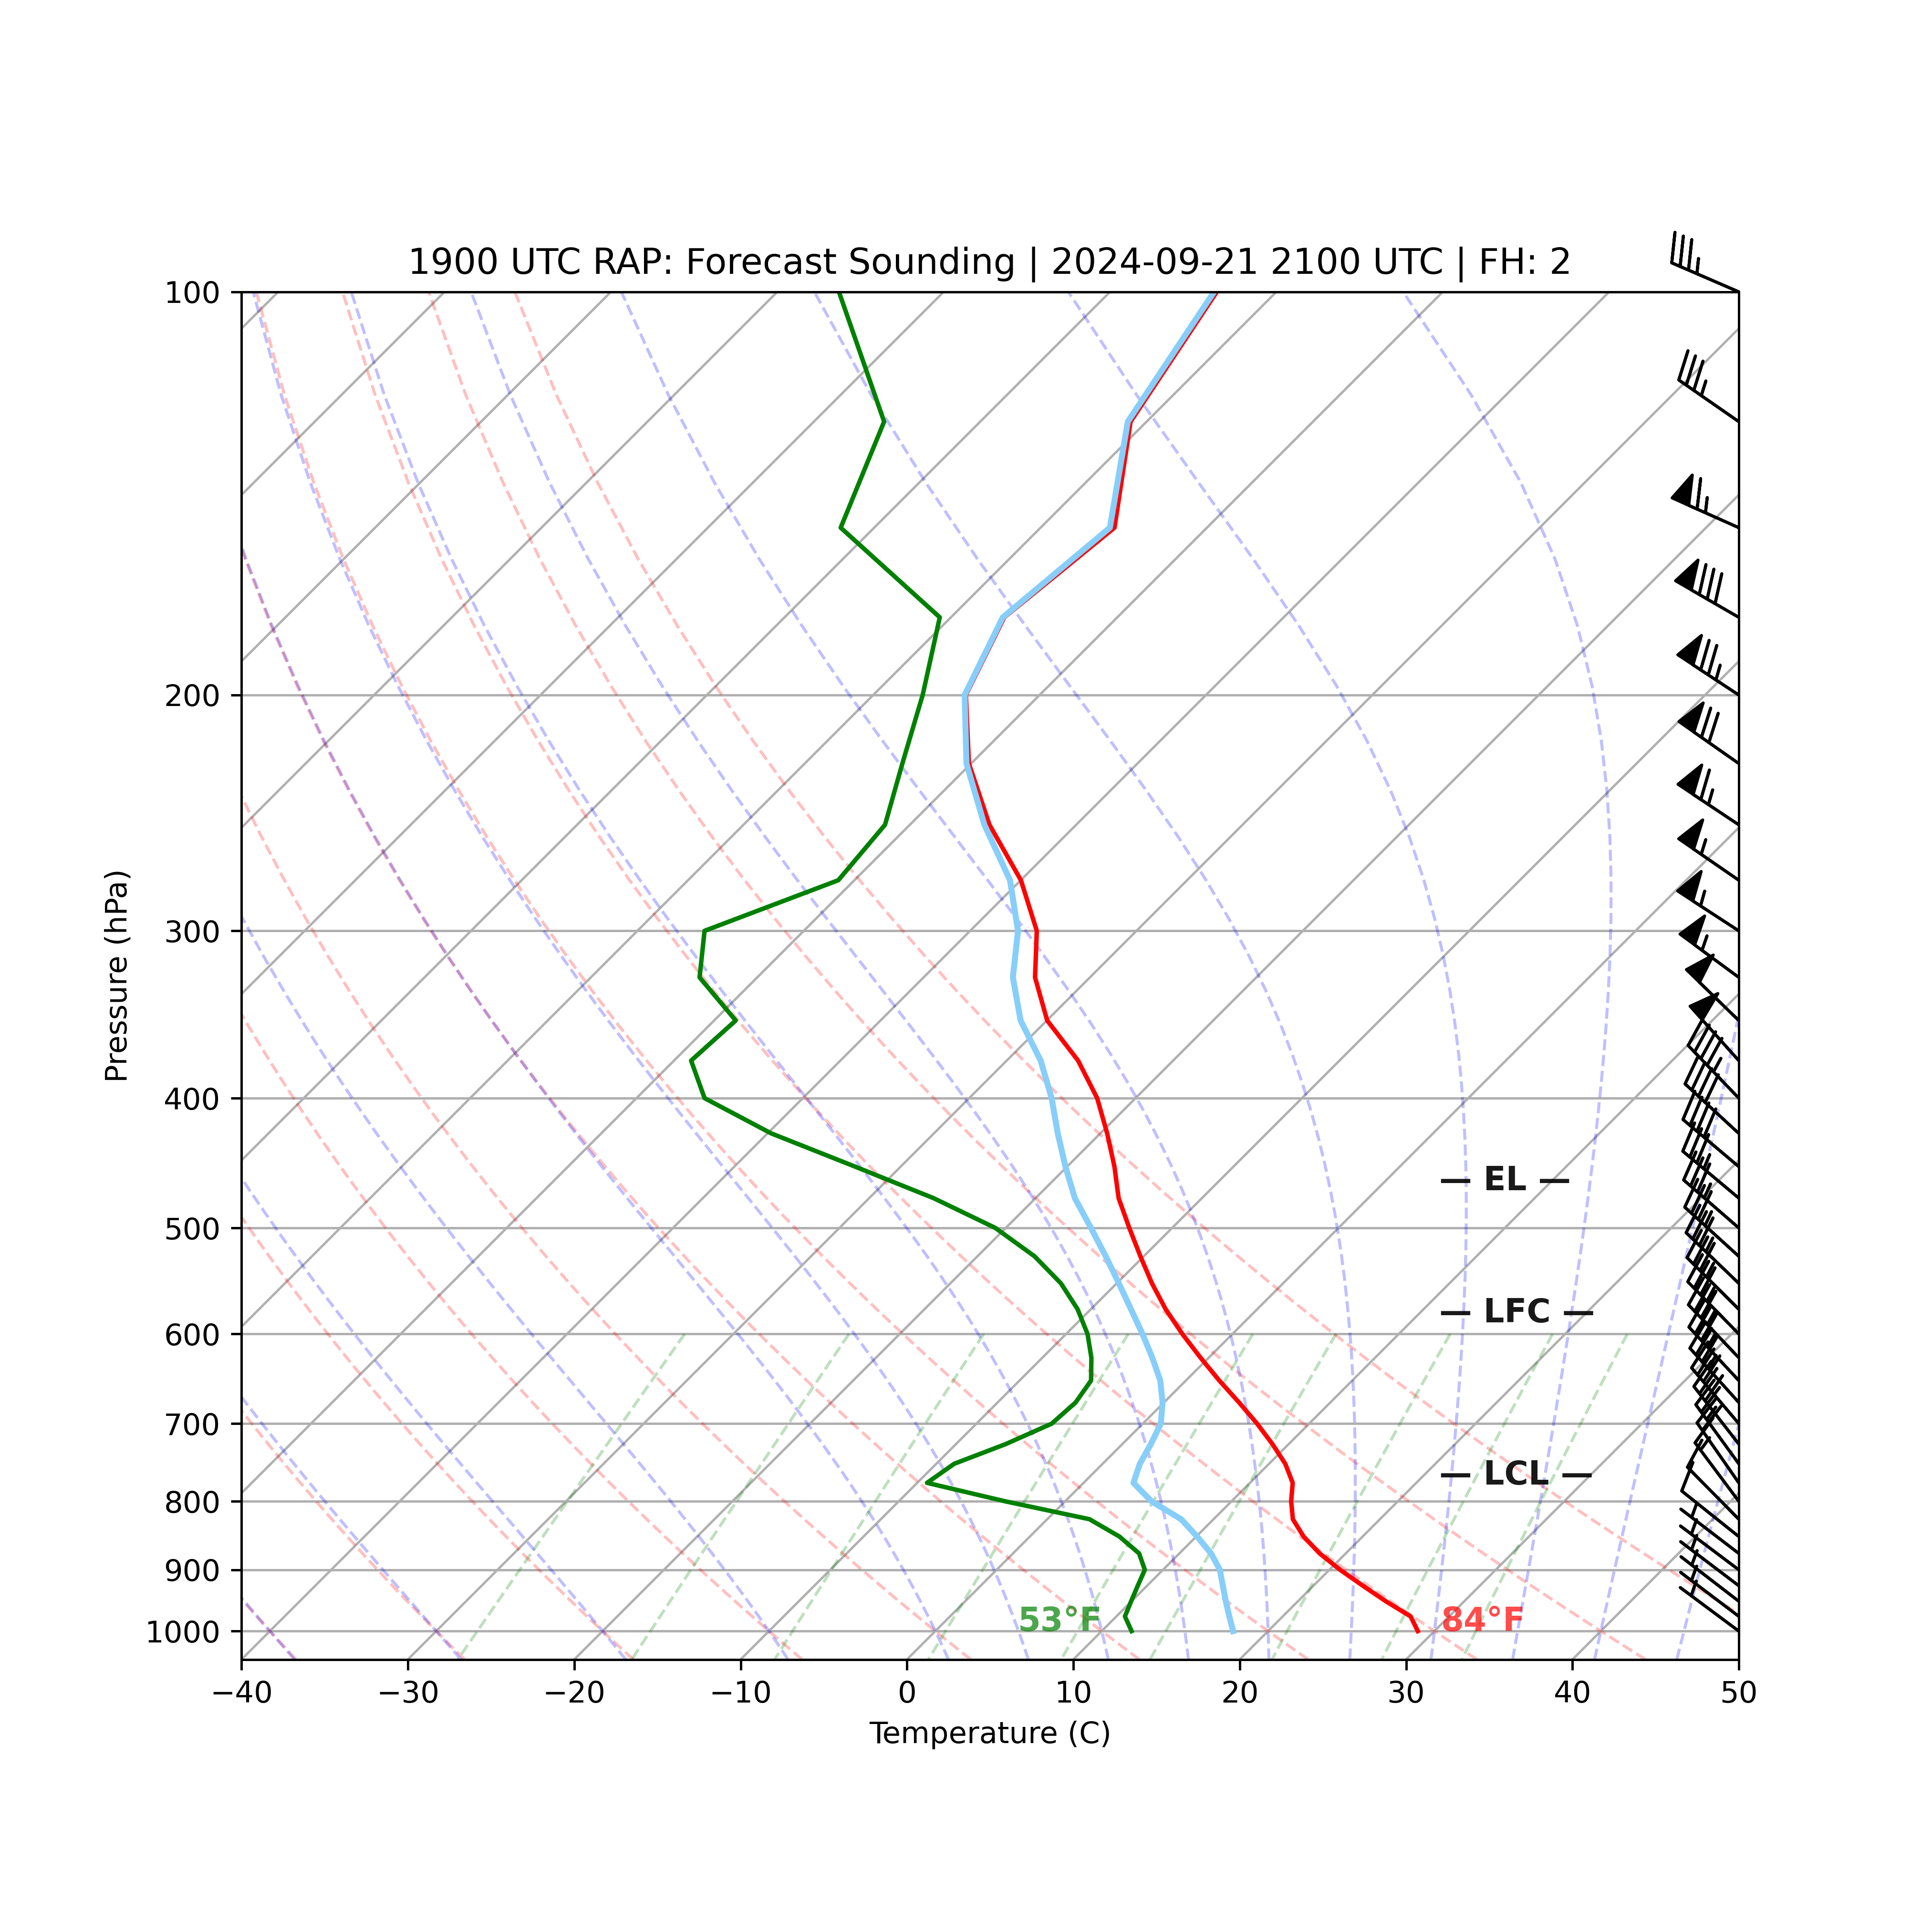 1900 UTC RAP: Forecast Sounding | 2024-09-21 2100 UTC | FH: 2
100
200
300
400
500
600
700
800
900
1000
Pressure (hPa)
— EL —
— LFC —
— LCL —
53°F
84°F
−40 −30 −20 −10 0 10 20 30 40 50
Temperature (C)